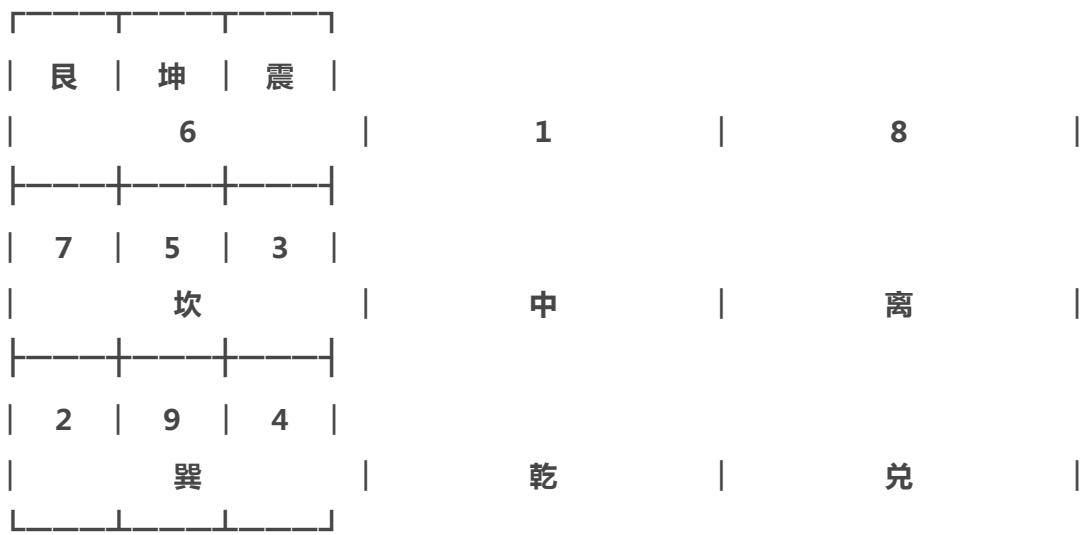 ┌————┬————┬————┐
| 艮 | 坤 | 震 |
| 6 | 1 | 8 |
├————┼————┼————┤
| 7 | 5 | 3 |
| 坎 | 中 | 离 |
├————┼————┼————┤
| 2 | 9 | 4 |
| 巽 | 乾 | 兑 |
└————┴————┴————┘